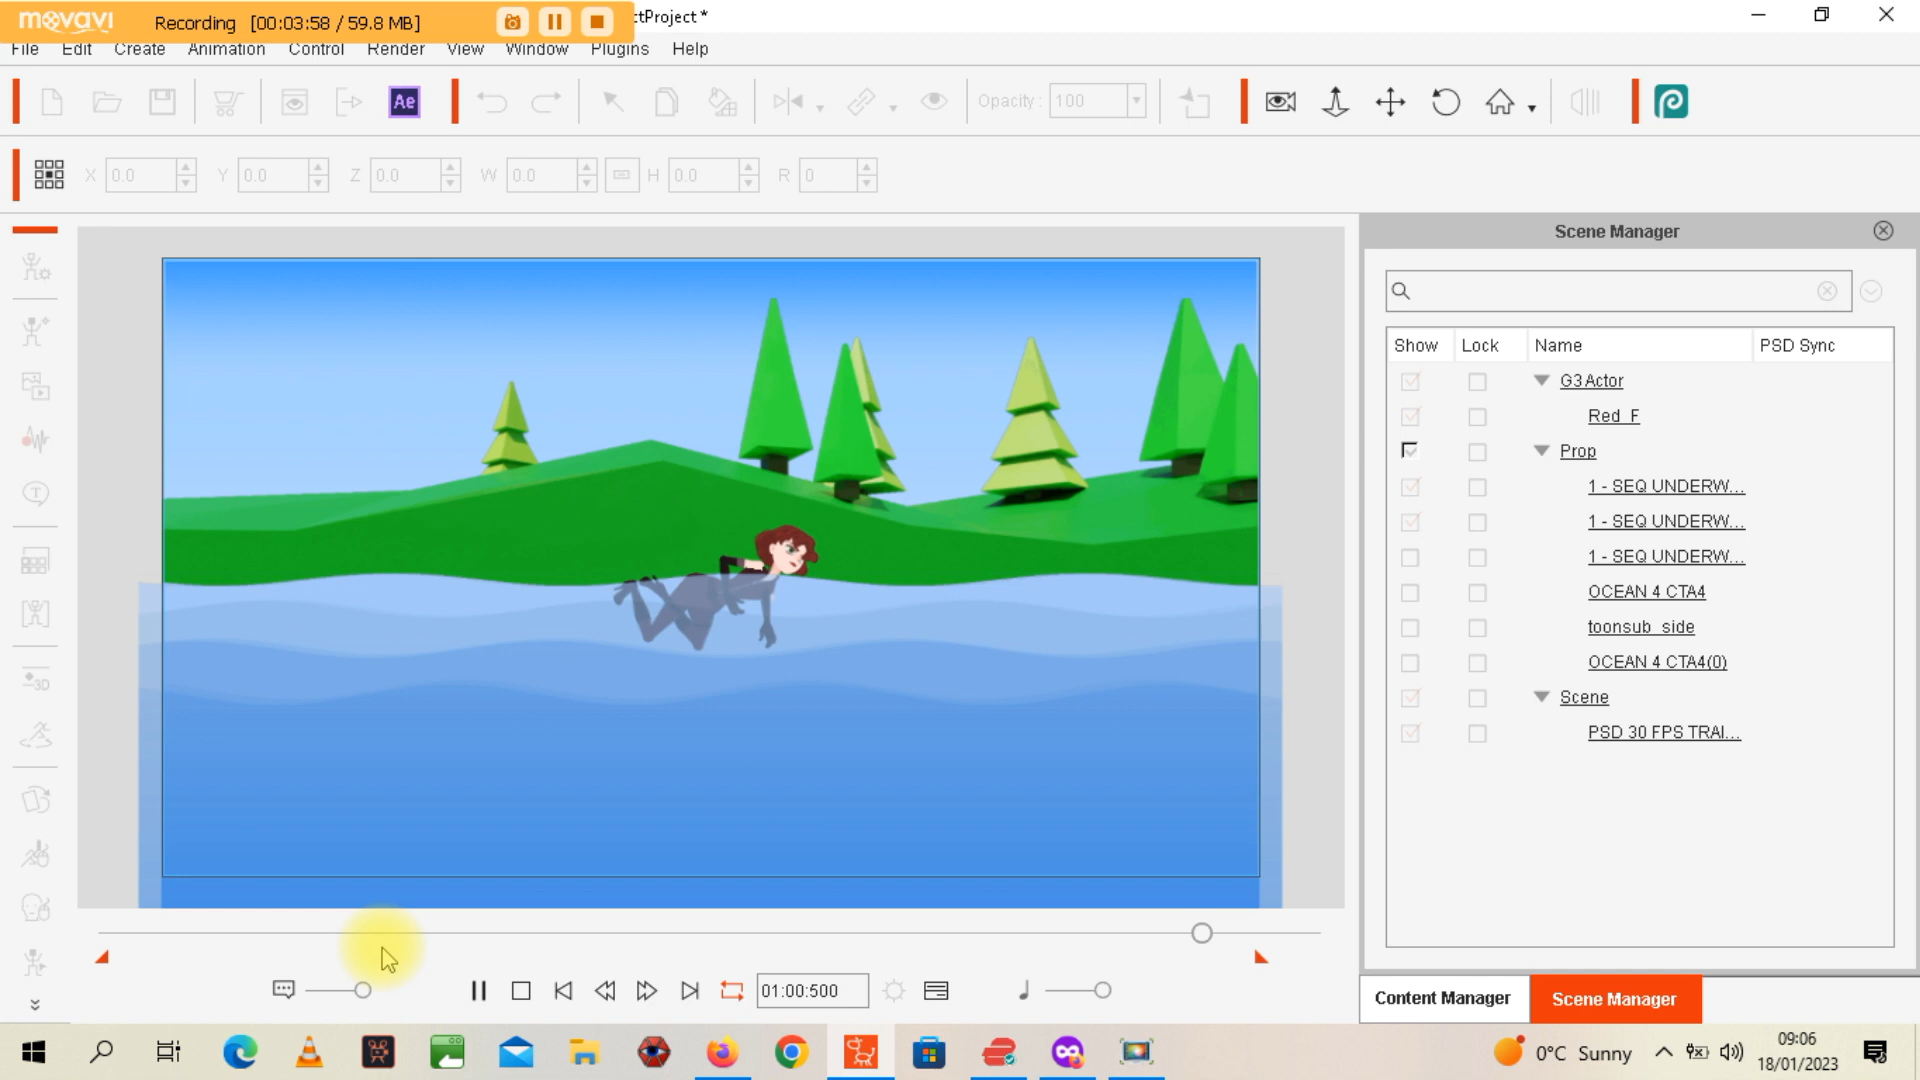 movavi
Recording [00:03:58 / 59.8 MB]
ctProject *
File Edit Create Animation Control Render View Window Plugins Help
Ae
Opacity : 100
X 0.0 Y 0.0 Z 0.0 W 0.0 H 0.0 R 0
Scene Manager
Show Lock Name PSD Sync
G3 Actor
Red_F
Prop
1 - SEQ UNDERW...
1 - SEQ UNDERW...
1 - SEQ UNDERW...
OCEAN 4 CTA4
toonsub_side
OCEAN 4 CTA4(0)
Scene
PSD 30 FPS TRAI...
3D
01:00:500
Content Manager Scene Manager
0°C Sunny
09:06
18/01/2023